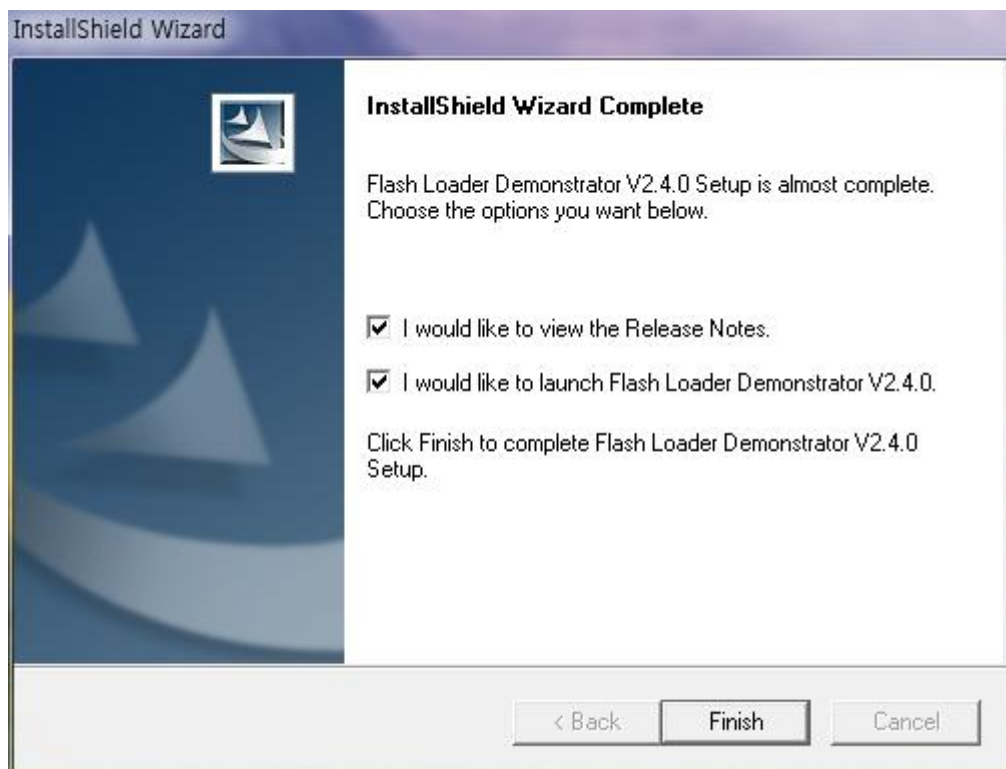 InstallShield Wizard
InstallShield Wizard Complete
Flash Loader Demonstrator V2.4.0 Setup is almost complete.
Choose the options you want below.
I would like to view the Release Notes.
I would like to launch Flash Loader Demonstrator V2.4.0.
Click Finish to complete Flash Loader Demonstrator V2.4.0
Setup.
< Back
Finish
Cancel